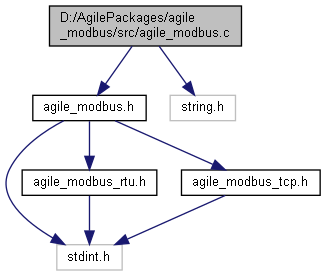 D:/AgilePackages/agile
_modbus/src/agile_modbus.c
agile_modbus.h
string.h
agile_modbus_rtu.h
agile_modbus_tcp.h
stdint.h